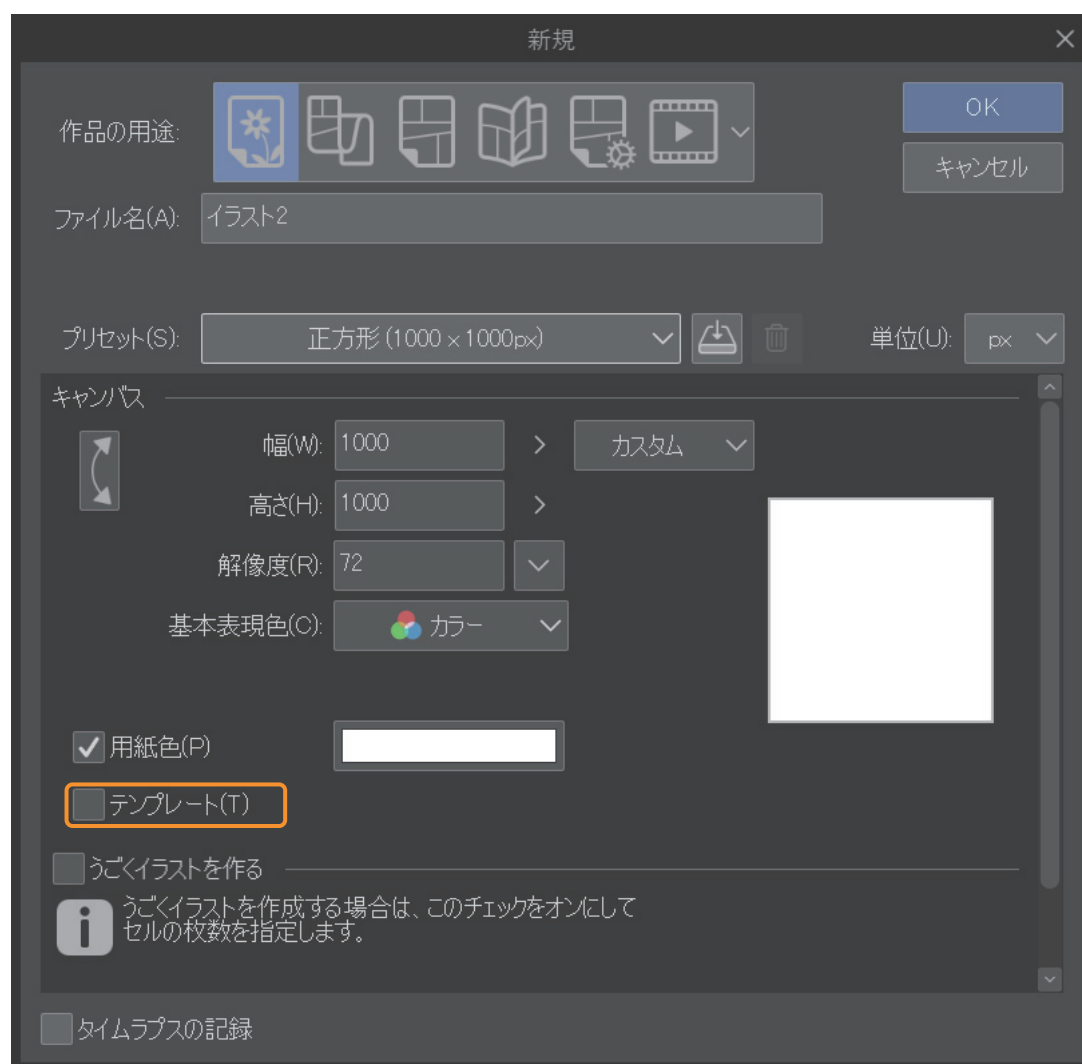 新規
作品の用途:
OK
キャンセル
ファイル名(A): イラスト2
プリセット(S): 正方形 (1000 × 1000px) 単位(U): px
キャンバス
幅(W): 1000 > カスタム
高さ(H): 1000 >
解像度(R): 72
基本表現色(C): カラー
用紙色(P)
テンプレート(T)
うごくイラストを作る
うごくイラストを作成する場合は、このチェックをオンにして
セルの枚数を指定します。
タイムラプスの記録